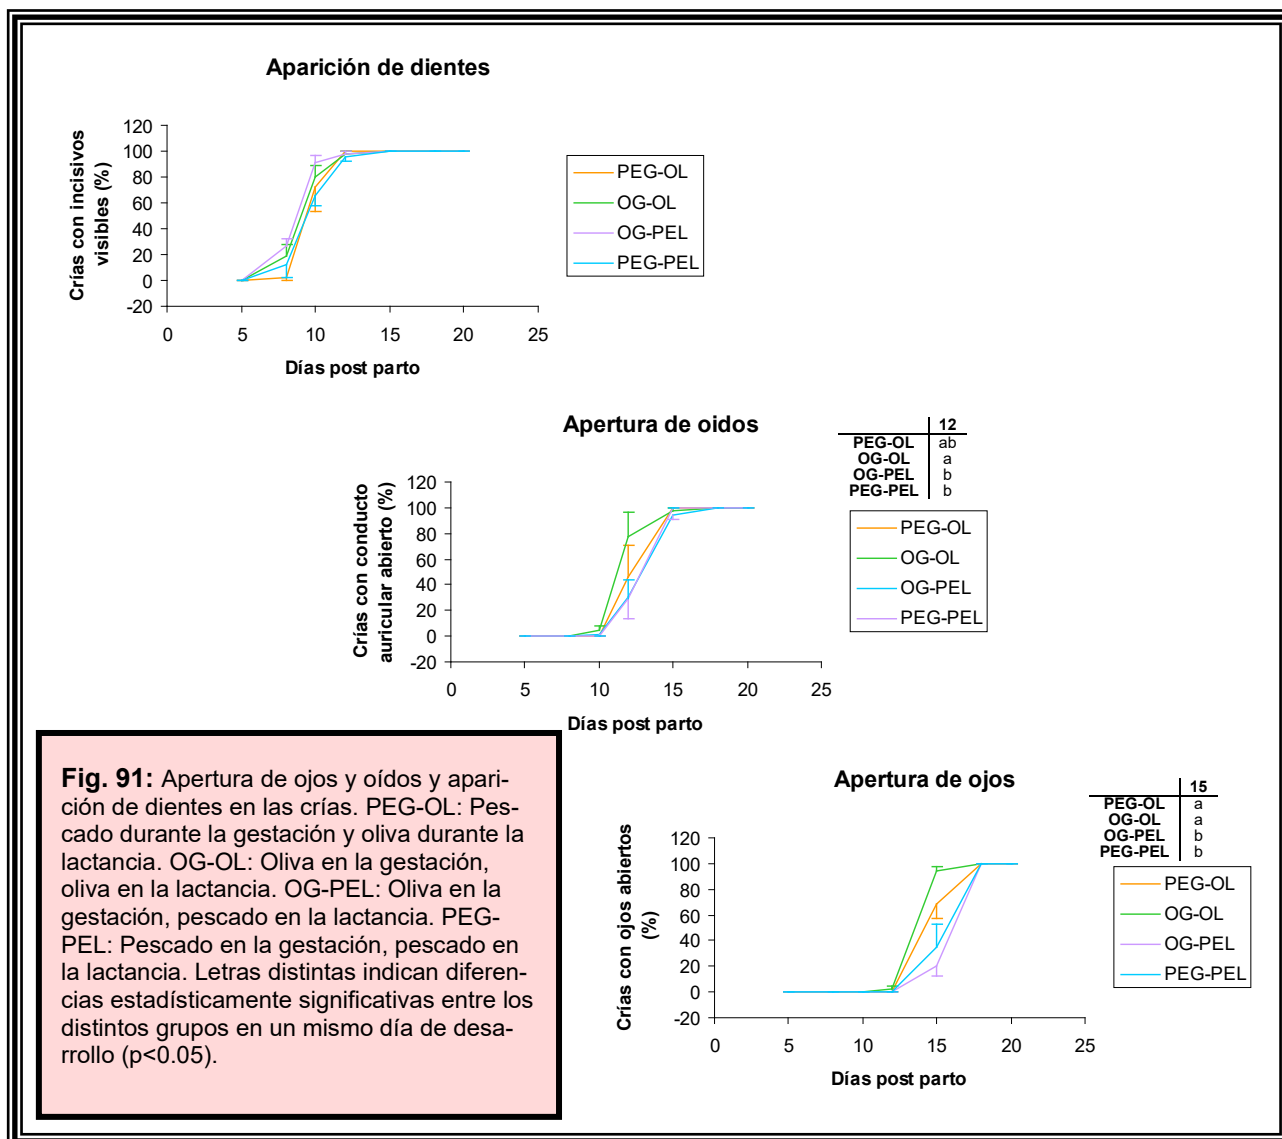 Aparición de dientes
Crías con incisivos
visibles (%)
120
100
80
60
40
20
0
-20
0 5 10 15 20 25
Días post parto
PEG-OL
OG-OL
OG-PEL
PEG-PEL
Apertura de oidos
12
PEG-OL ab
OG-OL a
OG-PEL b
PEG-PEL b
Crías con conducto
auricular abierto (%)
120
100
80
60
40
20
0
-20
0 5 10 15 20 25
Días post parto
PEG-OL
OG-OL
OG-PEL
PEG-PEL
Fig. 91: Apertura de ojos y oídos y apari-
ción de dientes en las crías. PEG-OL: Pes-
cado durante la gestación y oliva durante la
lactancia. OG-OL: Oliva en la gestación,
oliva en la lactancia. OG-PEL: Oliva en la
gestación, pescado en la lactancia. PEG-
PEL: Pescado en la gestación, pescado en
la lactancia. Letras distintas indican diferen-
cias estadísticamente significativas entre los
distintos grupos en un mismo día de desa-
rrollo (p<0.05).
Apertura de ojos
15
PEG-OL a
OG-OL a
OG-PEL b
PEG-PEL b
Crías con ojos abiertos
(%)
120
100
80
60
40
20
0
-20
0 5 10 15 20 25
Días post parto
PEG-OL
OG-OL
OG-PEL
PEG-PEL